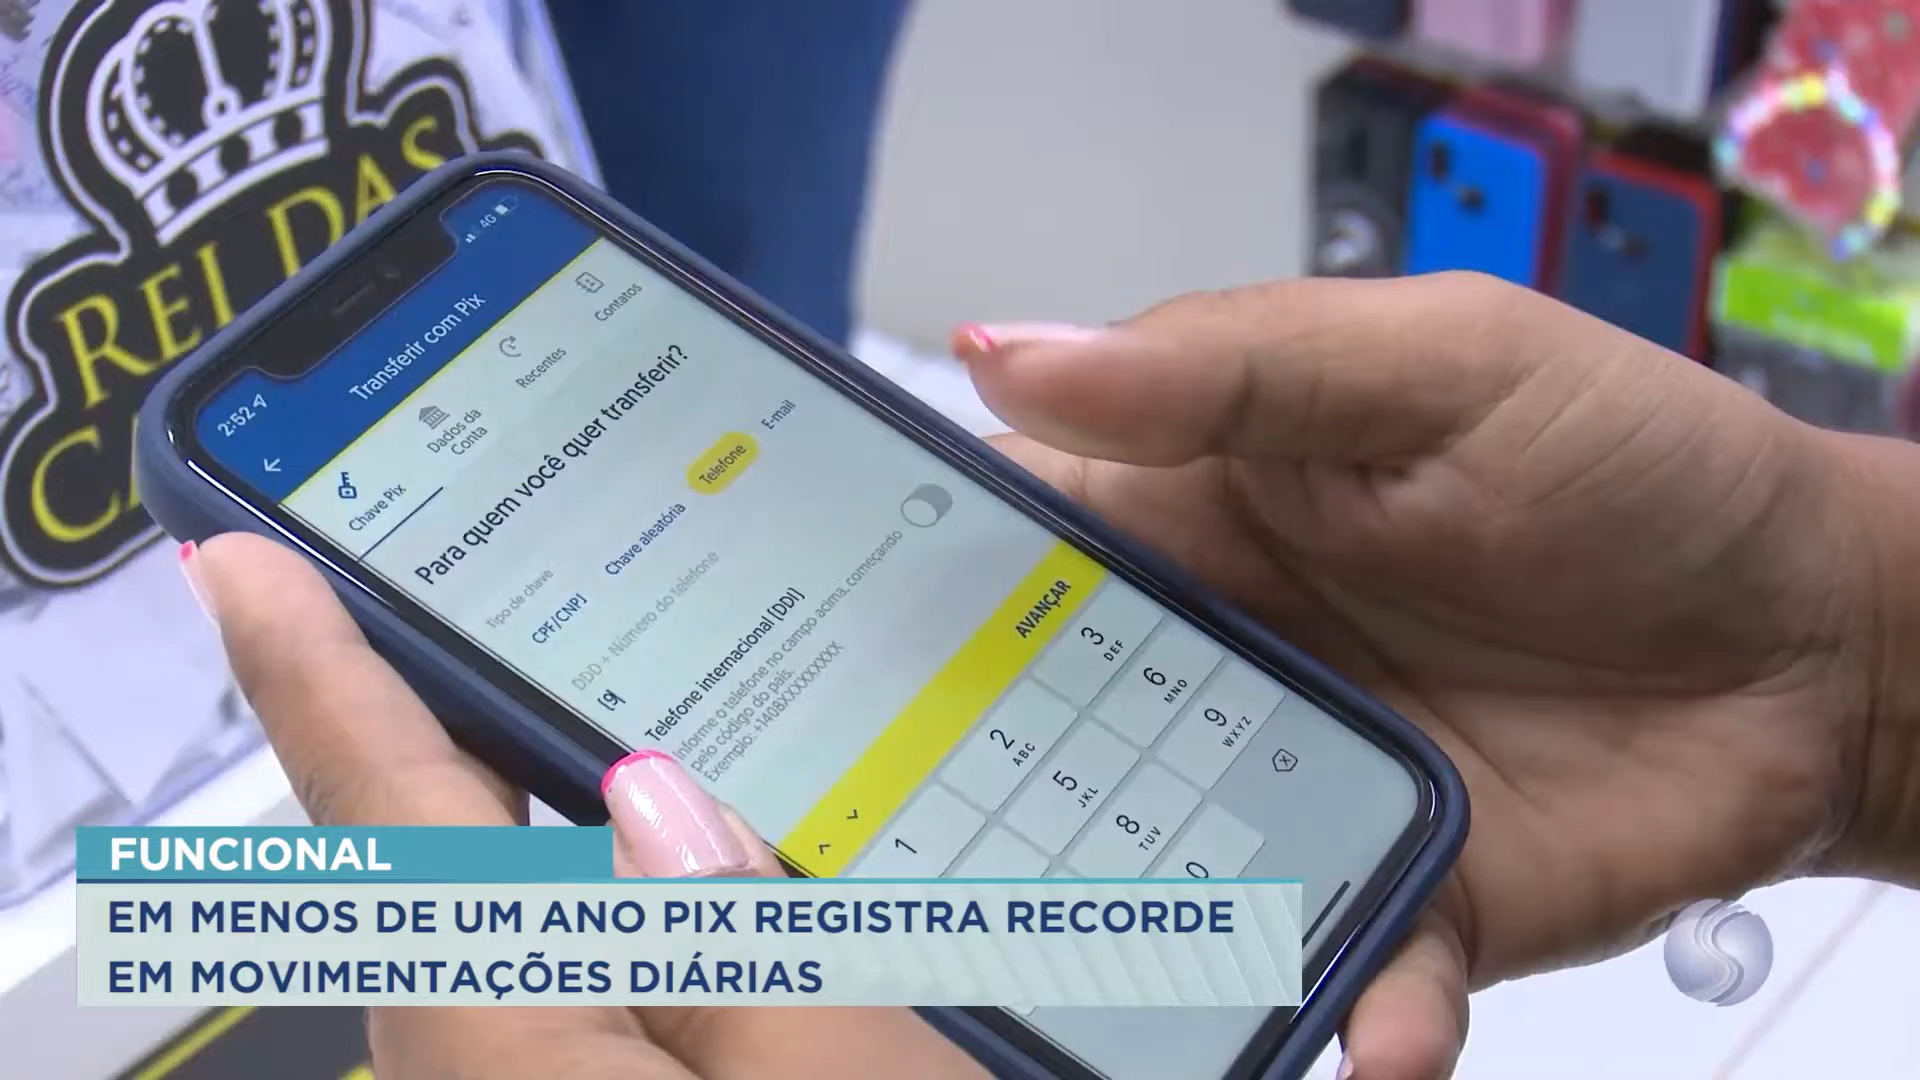 REI DAS
2:52
4G
Transferir com Pix
Chave Pix
Dados da
Conta
Recentes
Contatos
Para quem você quer transferir?
Tipo de chave
CPF/CNPJ
Chave aleatória
Telefone
E-mail
DDD + Número do telefone
(9
Telefone internacional (DDI)
Informe o telefone no campo acima, começando
pelo código do país.
Exemplo: +1408XXXXXXXXX
AVANÇAR
1
2
ABC
3
DEF
5
JKL
6
MNO
8
TUV
9
WXYZ
0
FUNCIONAL
EM MENOS DE UM ANO PIX REGISTRA RECORDE
EM MOVIMENTAÇÕES DIÁRIAS